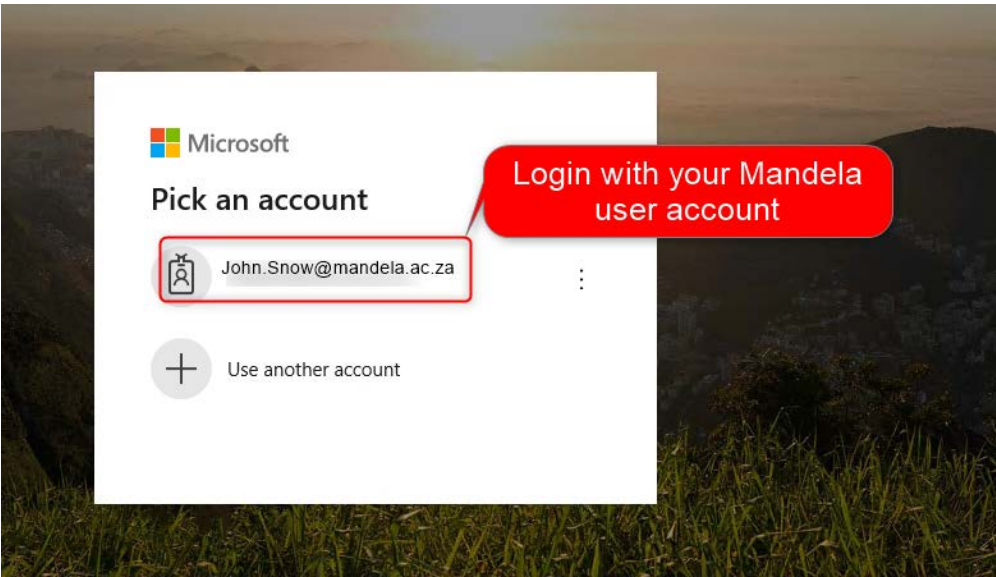 Microsoft
Pick an account
Login with your Mandela
user account
John.Snow@mandela.ac.za
Use another account